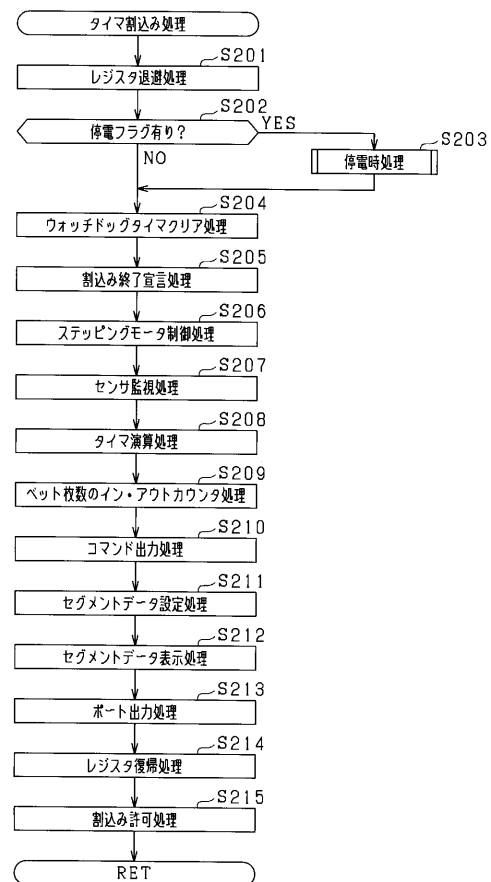 タイマ割込み処理
S201
レジスタ退避処理
S202
停電フラグ有り?
YES
S203
停電時処理
NO
S204
ウォッチドッグタイマクリア処理
S205
割込み終了宣言処理
S206
ステッピングモータ制御処理
S207
センサ監視処理
S208
タイマ演算処理
S209
ベット枚数のイン・アウトカウンタ処理
S210
コマンド出力処理
S211
セグメントデータ設定処理
S212
セグメントデータ表示処理
S213
ポート出力処理
S214
レジスタ復帰処理
S215
割込み許可処理
RET